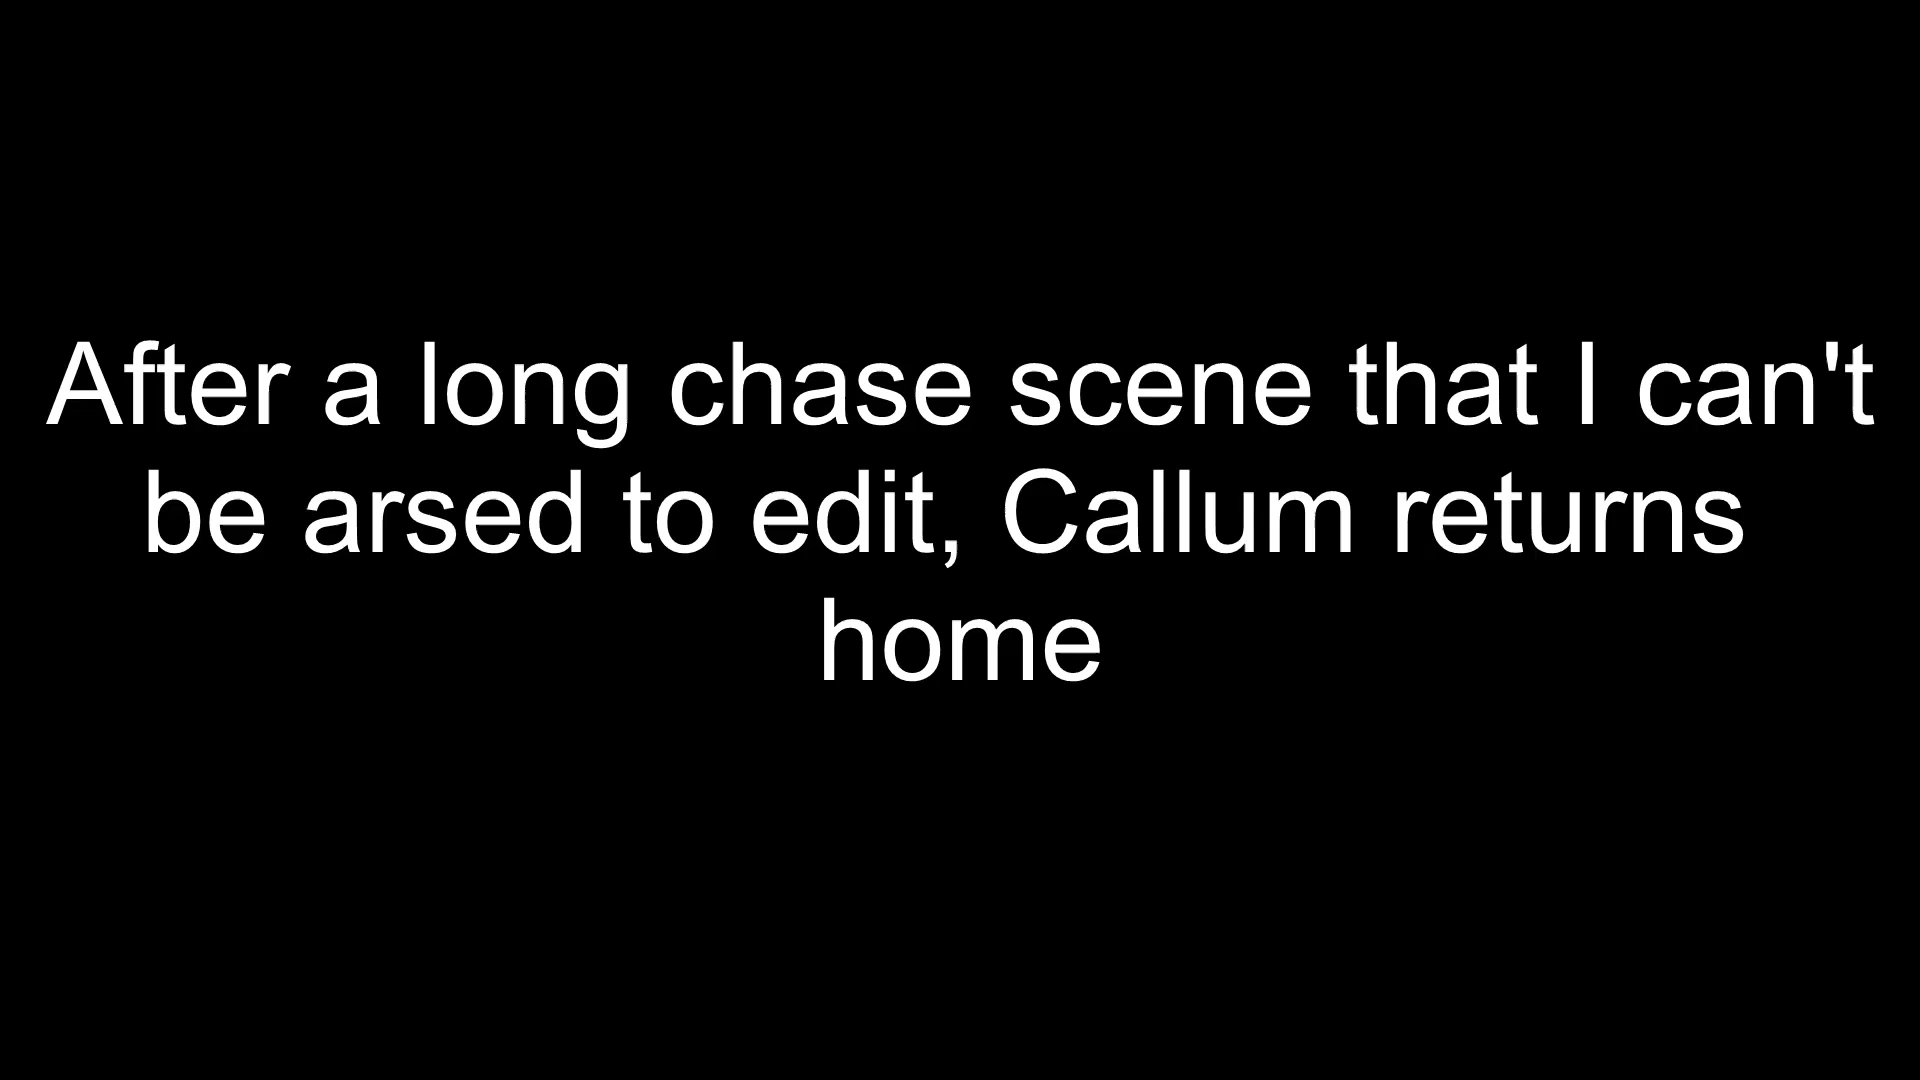 After a long chase scene that I can't
be arsed to edit, Callum returns
home